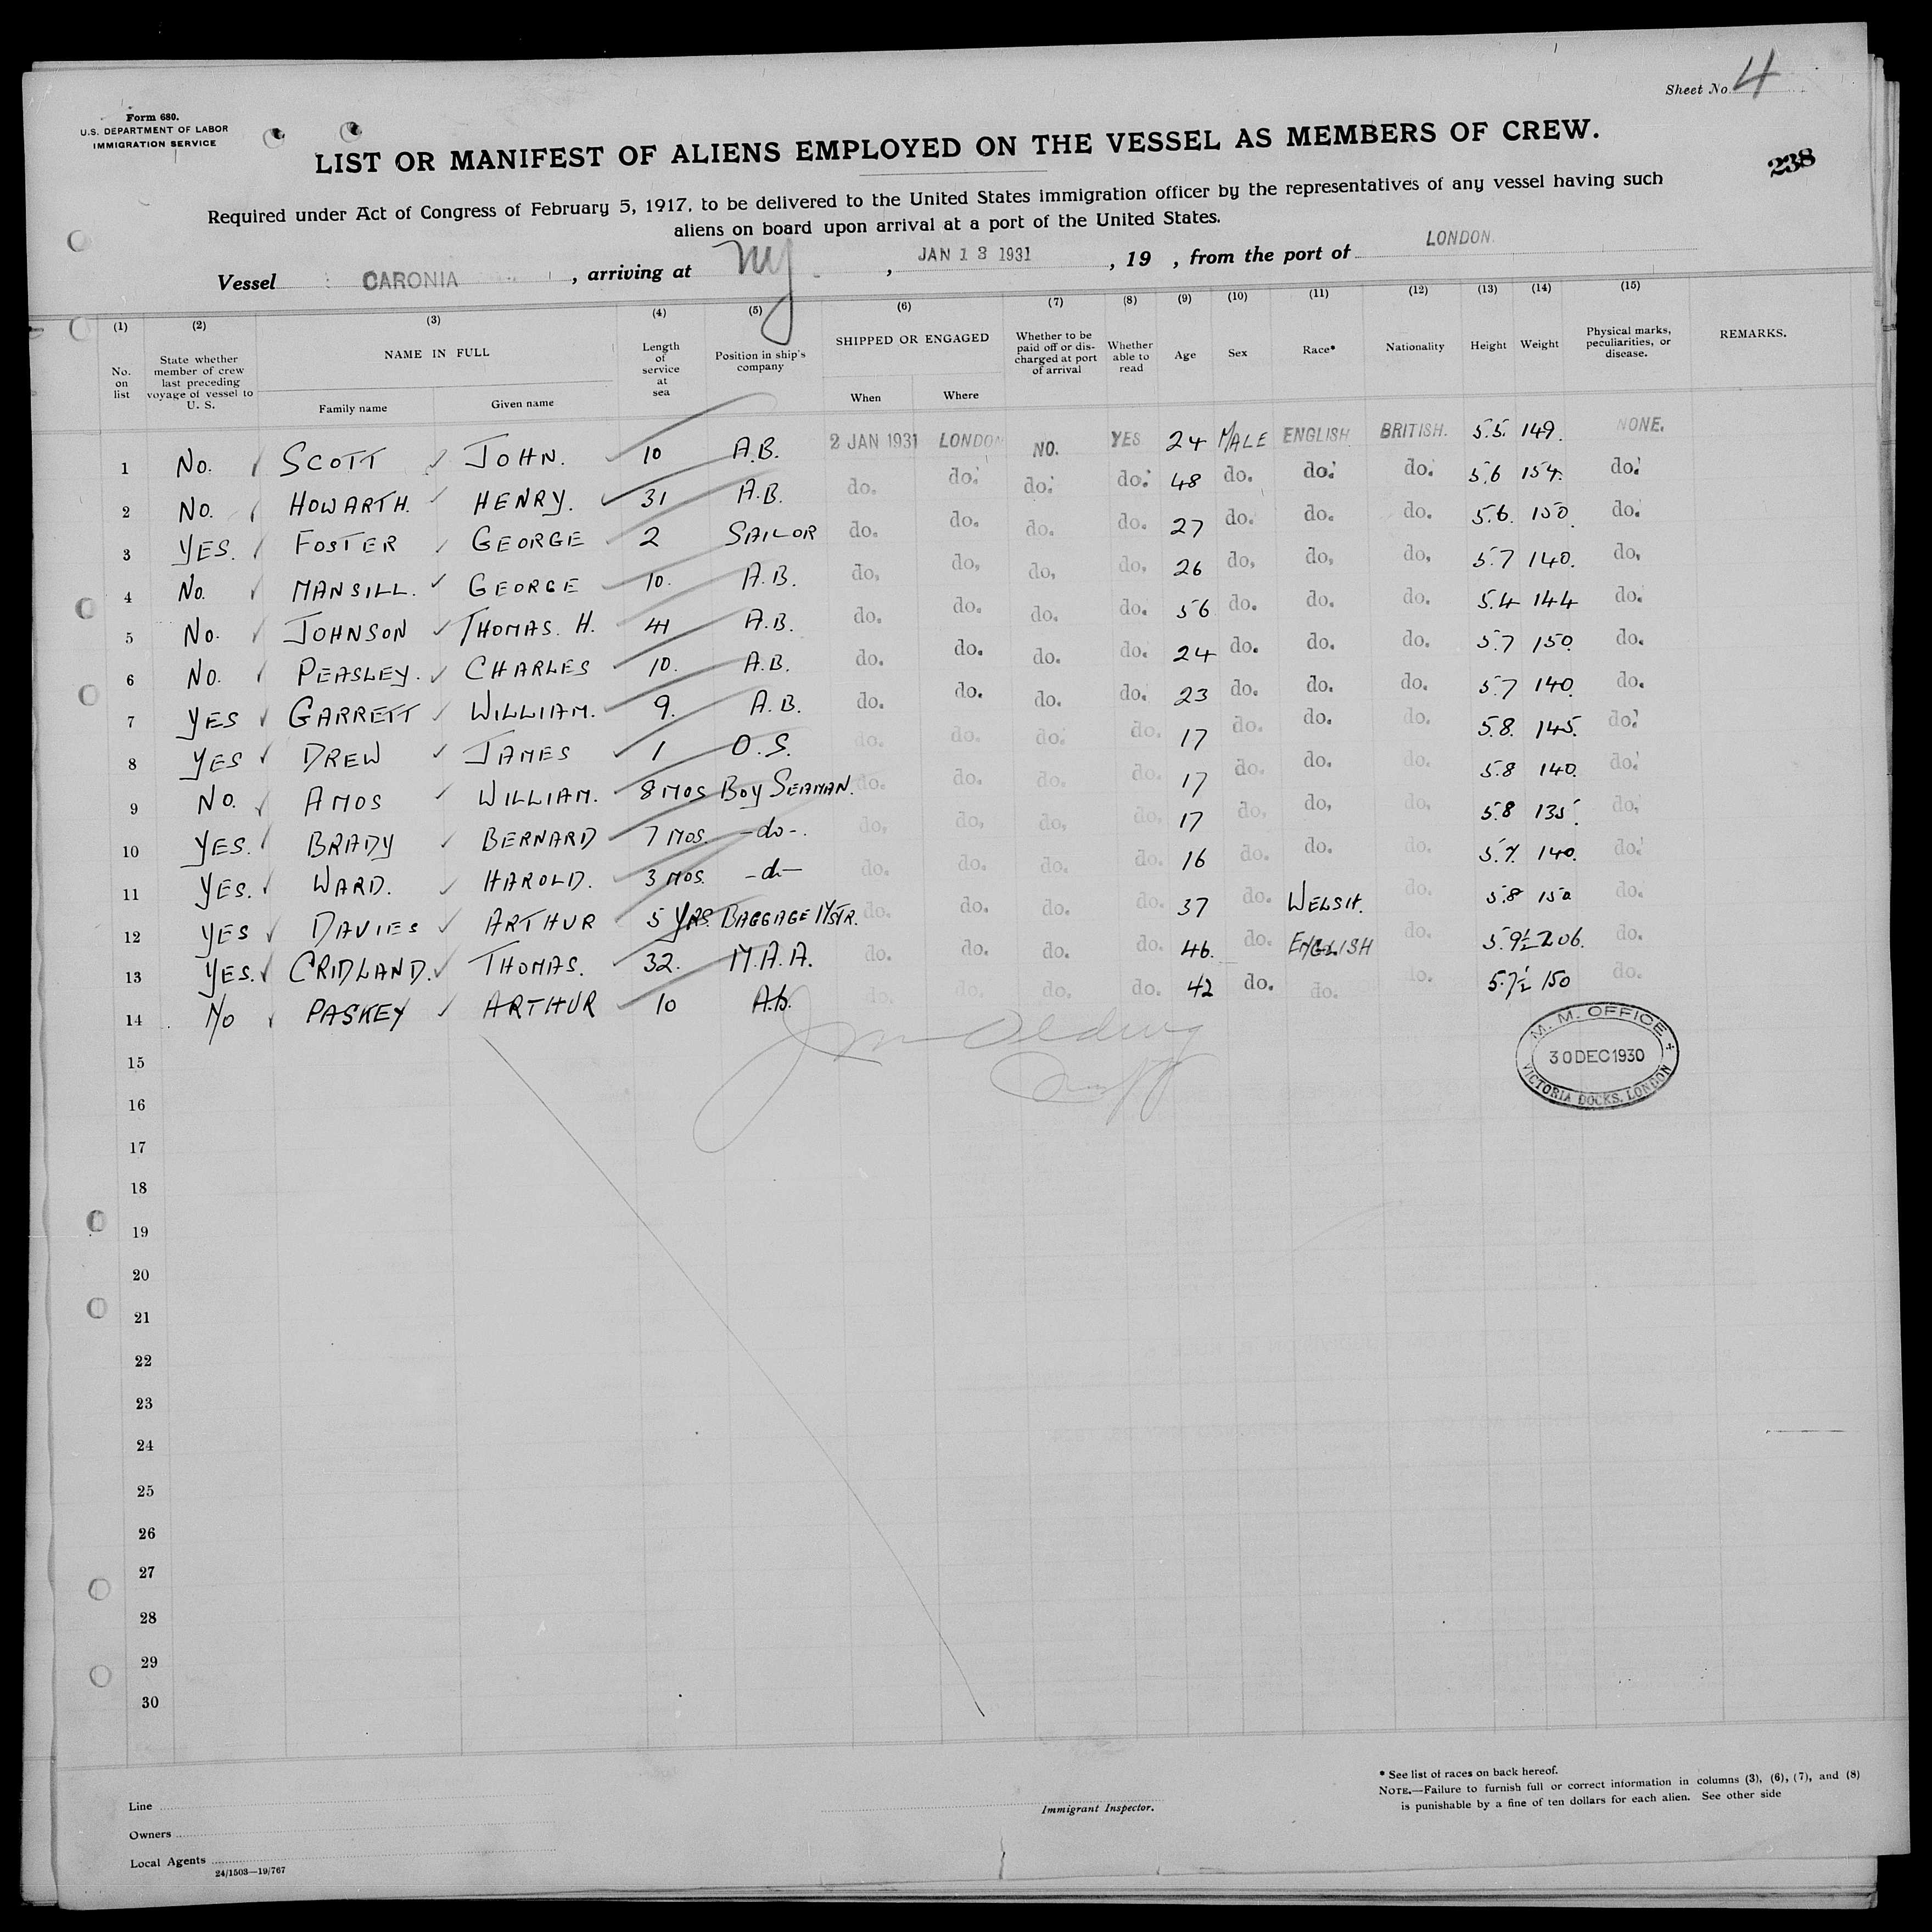 Sheet No. 4
Form 680.
U.S. DEPARTMENT OF LABOR
IMMIGRATION SERVICE
LIST OR MANIFEST OF ALIENS EMPLOYED ON THE VESSEL AS MEMBERS OF CREW.
238
Required under Act of Congress of February 5, 1917, to be delivered to the United States immigration officer by the representatives of any vessel having such
aliens on board upon arrival at a port of the United States.
Vessel CARONIA, arriving at NY, JAN 13 1931, 19 , from the port of LONDON.
(1) (2) (3) (4) (5) (6) (7) (8) (9) (10) (11) (12) (13) (14) (15)
No. on list State whether member of crew last preceding voyage of vessel to U. S. NAME IN FULL Family name Given name Length of service at sea Position in ship's company SHIPPED OR ENGAGED When Where Whether to be paid off or discharged at port of arrival Whether able to read Age Sex Race* Nationality Height Weight Physical marks, peculiarities, or disease. REMARKS.
1 No. SCOTT JOHN. 10 A.B. 2 JAN 1931 LONDON NO. YES 24 MALE ENGLISH BRITISH. 5.5. 149. NONE.
2 No. HOWARTH. HENRY. 31 A.B. do. do. do. do. 48 do. do. do. 5.6 154. do.
3 YES. FOSTER GEORGE 2 SAILOR do. do. do. do. 27 do. do. do. 5.6. 150. do.
4 No. MANSILL. GEORGE 10. A.B. do. do. do. do. 26 do. do. do. 5.7 140. do.
5 No. JOHNSON THOMAS. H. 41 A.B. do. do. do. do. 56 do. do. do. 5.4 144 do.
6 No. PEASLEY. CHARLES 10. A.B. do. do. do. do. 24 do. do. do. 5.7 150. do.
7 YES GARRETT WILLIAM. 9. A.B. do. do. do. do. 23 do. do. do. 5.7 140. do.
8 YES DREW JAMES 1 O.S. do. do. do. do. 17 do. do. do. 5.8. 145. do.
9 No. AMOS WILLIAM. 8 MOS BOY SEAMAN. do. do. do. do. 17 do. do. do. 5.8 140. do.
10 YES. BRADY BERNARD 7 MOS. -do-. do. do. do. do. 17 do. do. do. 5.8 135. do.
11 YES. WARD. HAROLD. 3 MOS. -do- do. do. do. do. 16 do. do. do. 5.7. 140. do.
12 YES DAVIES ARTHUR 5 YRS. BAGGAGE MSTR. do. do. do. do. 37 do. WELSH. do. 5.8 150 do.
13 YES. CRIDLAND. THOMAS. 32. M.A.A. do. do. do. do. 46. do. ENGLISH do. 5.9½ 206. do.
14 No PASKEY ARTHUR 10 A.b. do. do. do. do. 42 do. do. do. 5.7½ 150 do.
M. M. OFFICE
30 DEC 1930
VICTORIA DOCKS, LONDON
15
16
17
18
19
20
21
22
23
24
25
26
27
28
29
30
Line
Owners
Local Agents
24/1503—19/767
Immigrant Inspector.
* See list of races on back hereof.
NOTE.—Failure to furnish full or correct information in columns (3), (6), (7), and (8)
is punishable by a fine of ten dollars for each alien. See other side